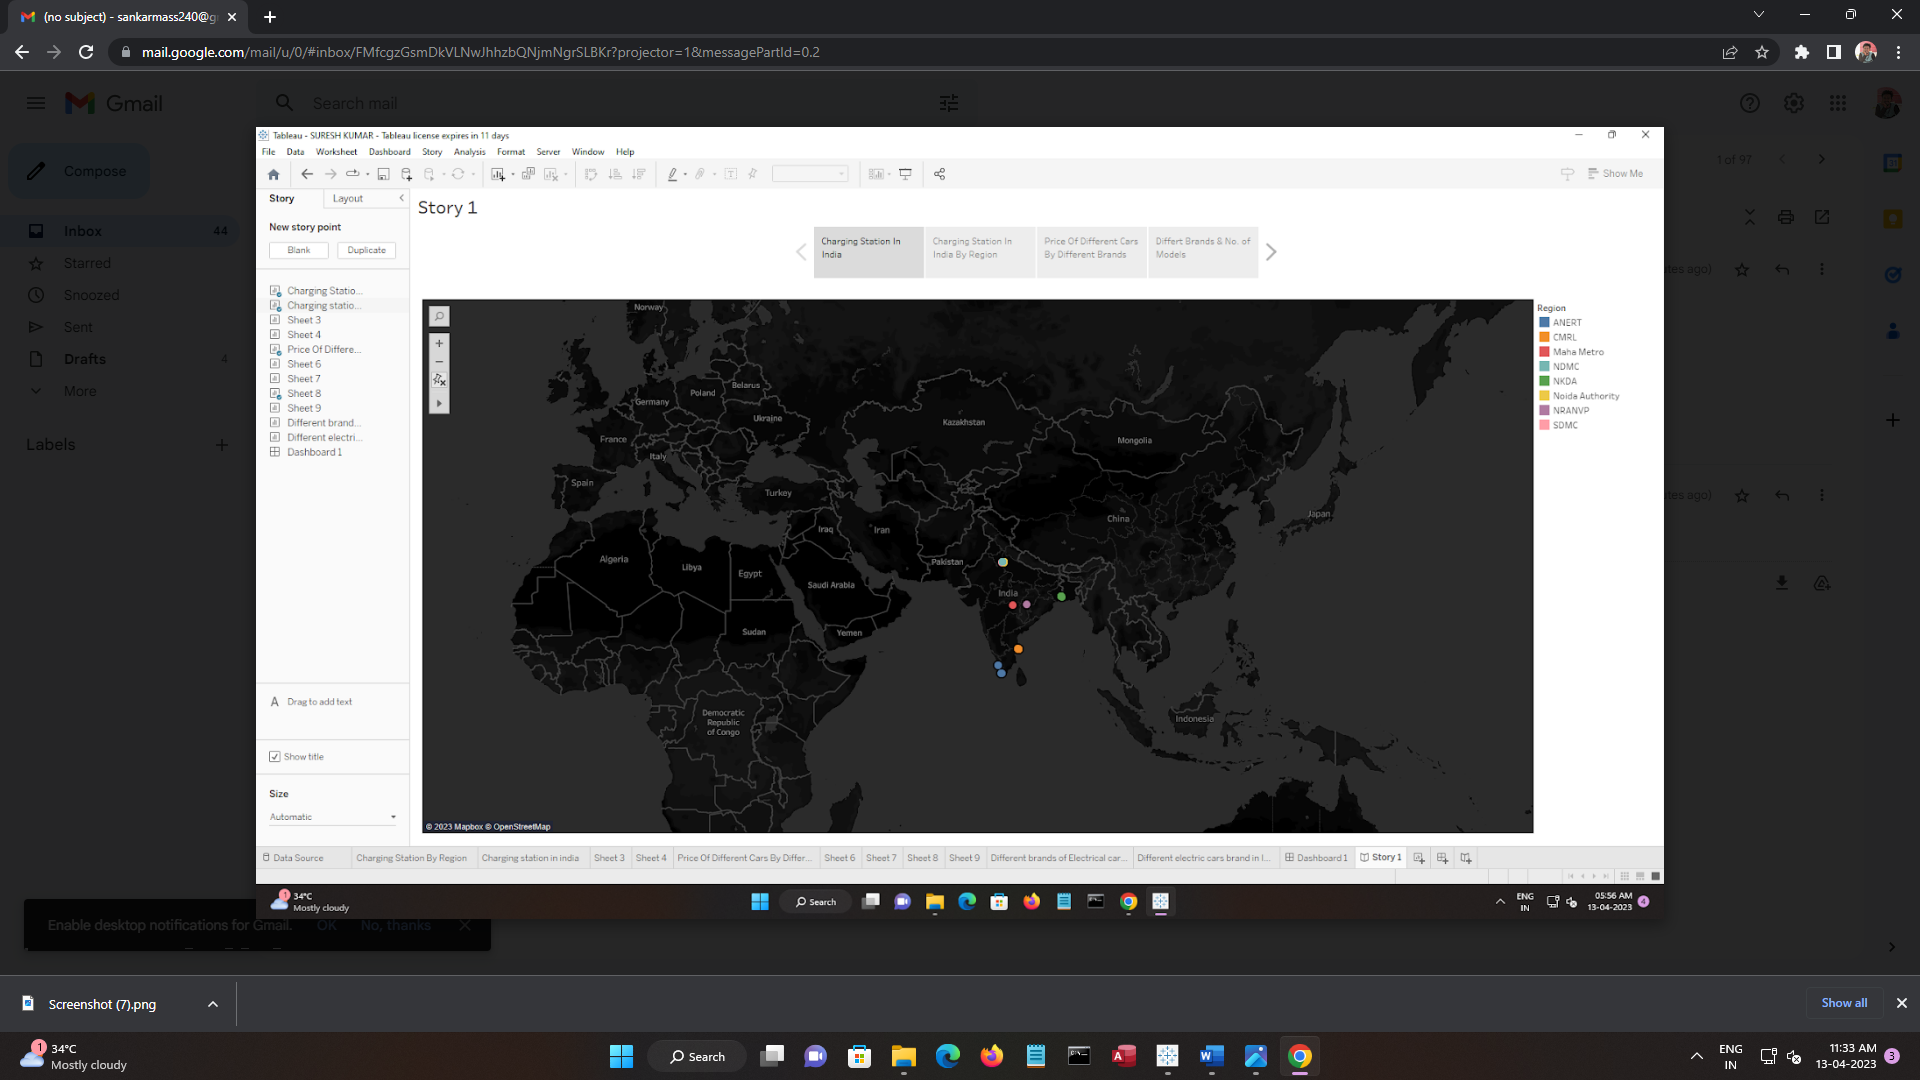 (no subject) - sankarmass240@g
mail.google.com/mail/u/0/#inbox/FMfcgzGsmDkVLNwJhhzbQNjmNgrSLBKr?projector=1&messagePartId=0.2
Gmail
Search mail
Compose
1 of 97
Inbox 44
Starred
Snoozed
Sent
Drafts 4
More
Labels
utes ago)
utes ago)
Tableau - SURESH KUMAR - Tableau license expires in 11 days
File Data Worksheet Dashboard Story Analysis Format Server Window Help
Show Me
Story Layout
New story point
Blank Duplicate
Charging Statio...
Charging statio...
Sheet 3
Sheet 4
Price Of Differe...
Sheet 6
Sheet 7
Sheet 8
Sheet 9
Different brand...
Different electri...
Dashboard 1
A Drag to add text
Show title
Size
Automatic
Story 1
Charging Station In
India
Charging Station In
India By Region
Price Of Different Cars
By Different Brands
Differt Brands & No. of
Models
Norway
Belarus
Poland
Germany
Ukraine
France
Kazakhstan
Mongolia
Italy
Spain
Turkey
Japan
China
Iraq
Iran
Algeria
Pakistan
Libya
Egypt
Saudi Arabia
India
Sudan
Yemen
Democratic
Republic
of Congo
Indonesia
© 2023 Mapbox © OpenStreetMap
Region
ANERT
CMRL
Maha Metro
NDMC
NKDA
Noida Authority
NRANVP
SDMC
Data Source Charging Station By Region Charging station in india Sheet 3 Sheet 4 Price Of Different Cars By Differ... Sheet 6 Sheet 7 Sheet 8 Sheet 9 Different brands of Electrical car... Different electric cars brand in I... Dashboard 1 Story 1
1
34°C
Mostly cloudy
Search
ENG
IN
05:56 AM
13-04-2023
4
Enable desktop notifications for Gmail. OK No, thanks
Screenshot (7).png
Show all
1
34°C
Mostly cloudy
Search
ENG
IN
11:33 AM
13-04-2023
3